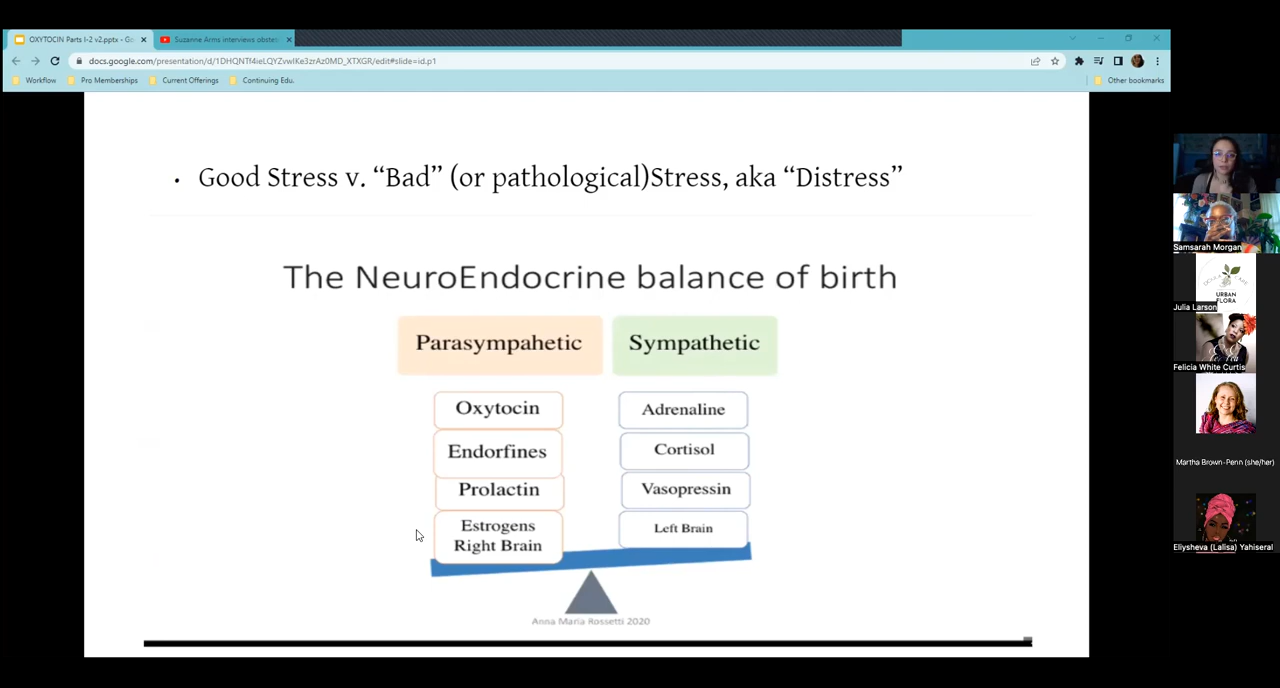 OXYTOCIN Parts I-2 v2.pptx - Go
Suzanne Arms interviews obstet
docs.google.com/presentation/d/1DHQNTf4ieLQYZvwlKe3zrAz0MD_XTXGR/edit#slide=id.p1
Workflow
Pro Memberships
Current Offerings
Continuing Edu.
Other bookmarks
• Good Stress v. “Bad” (or pathological)Stress, aka “Distress”
The NeuroEndocrine balance of birth
Parasympahetic
Sympathetic
Oxytocin
Adrenaline
Endorfines
Cortisol
Prolactin
Vasopressin
Estrogens
Right Brain
Left Brain
Anna Maria Rossetti 2020
Samsarah Morgan
URBAN
FLORA
Julia Larson
Felicia White Curtis
Martha Brown-Penn (she/her)
Eliysheva (Lalisa) Yahiseral